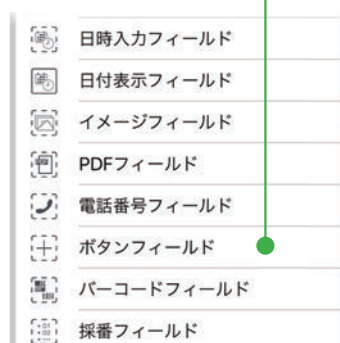 日時入力フィールド
日付表示フィールド
イメージフィールド
PDFフィールド
電話番号フィールド
ボタンフィールド
バーコードフィールド
採番フィールド